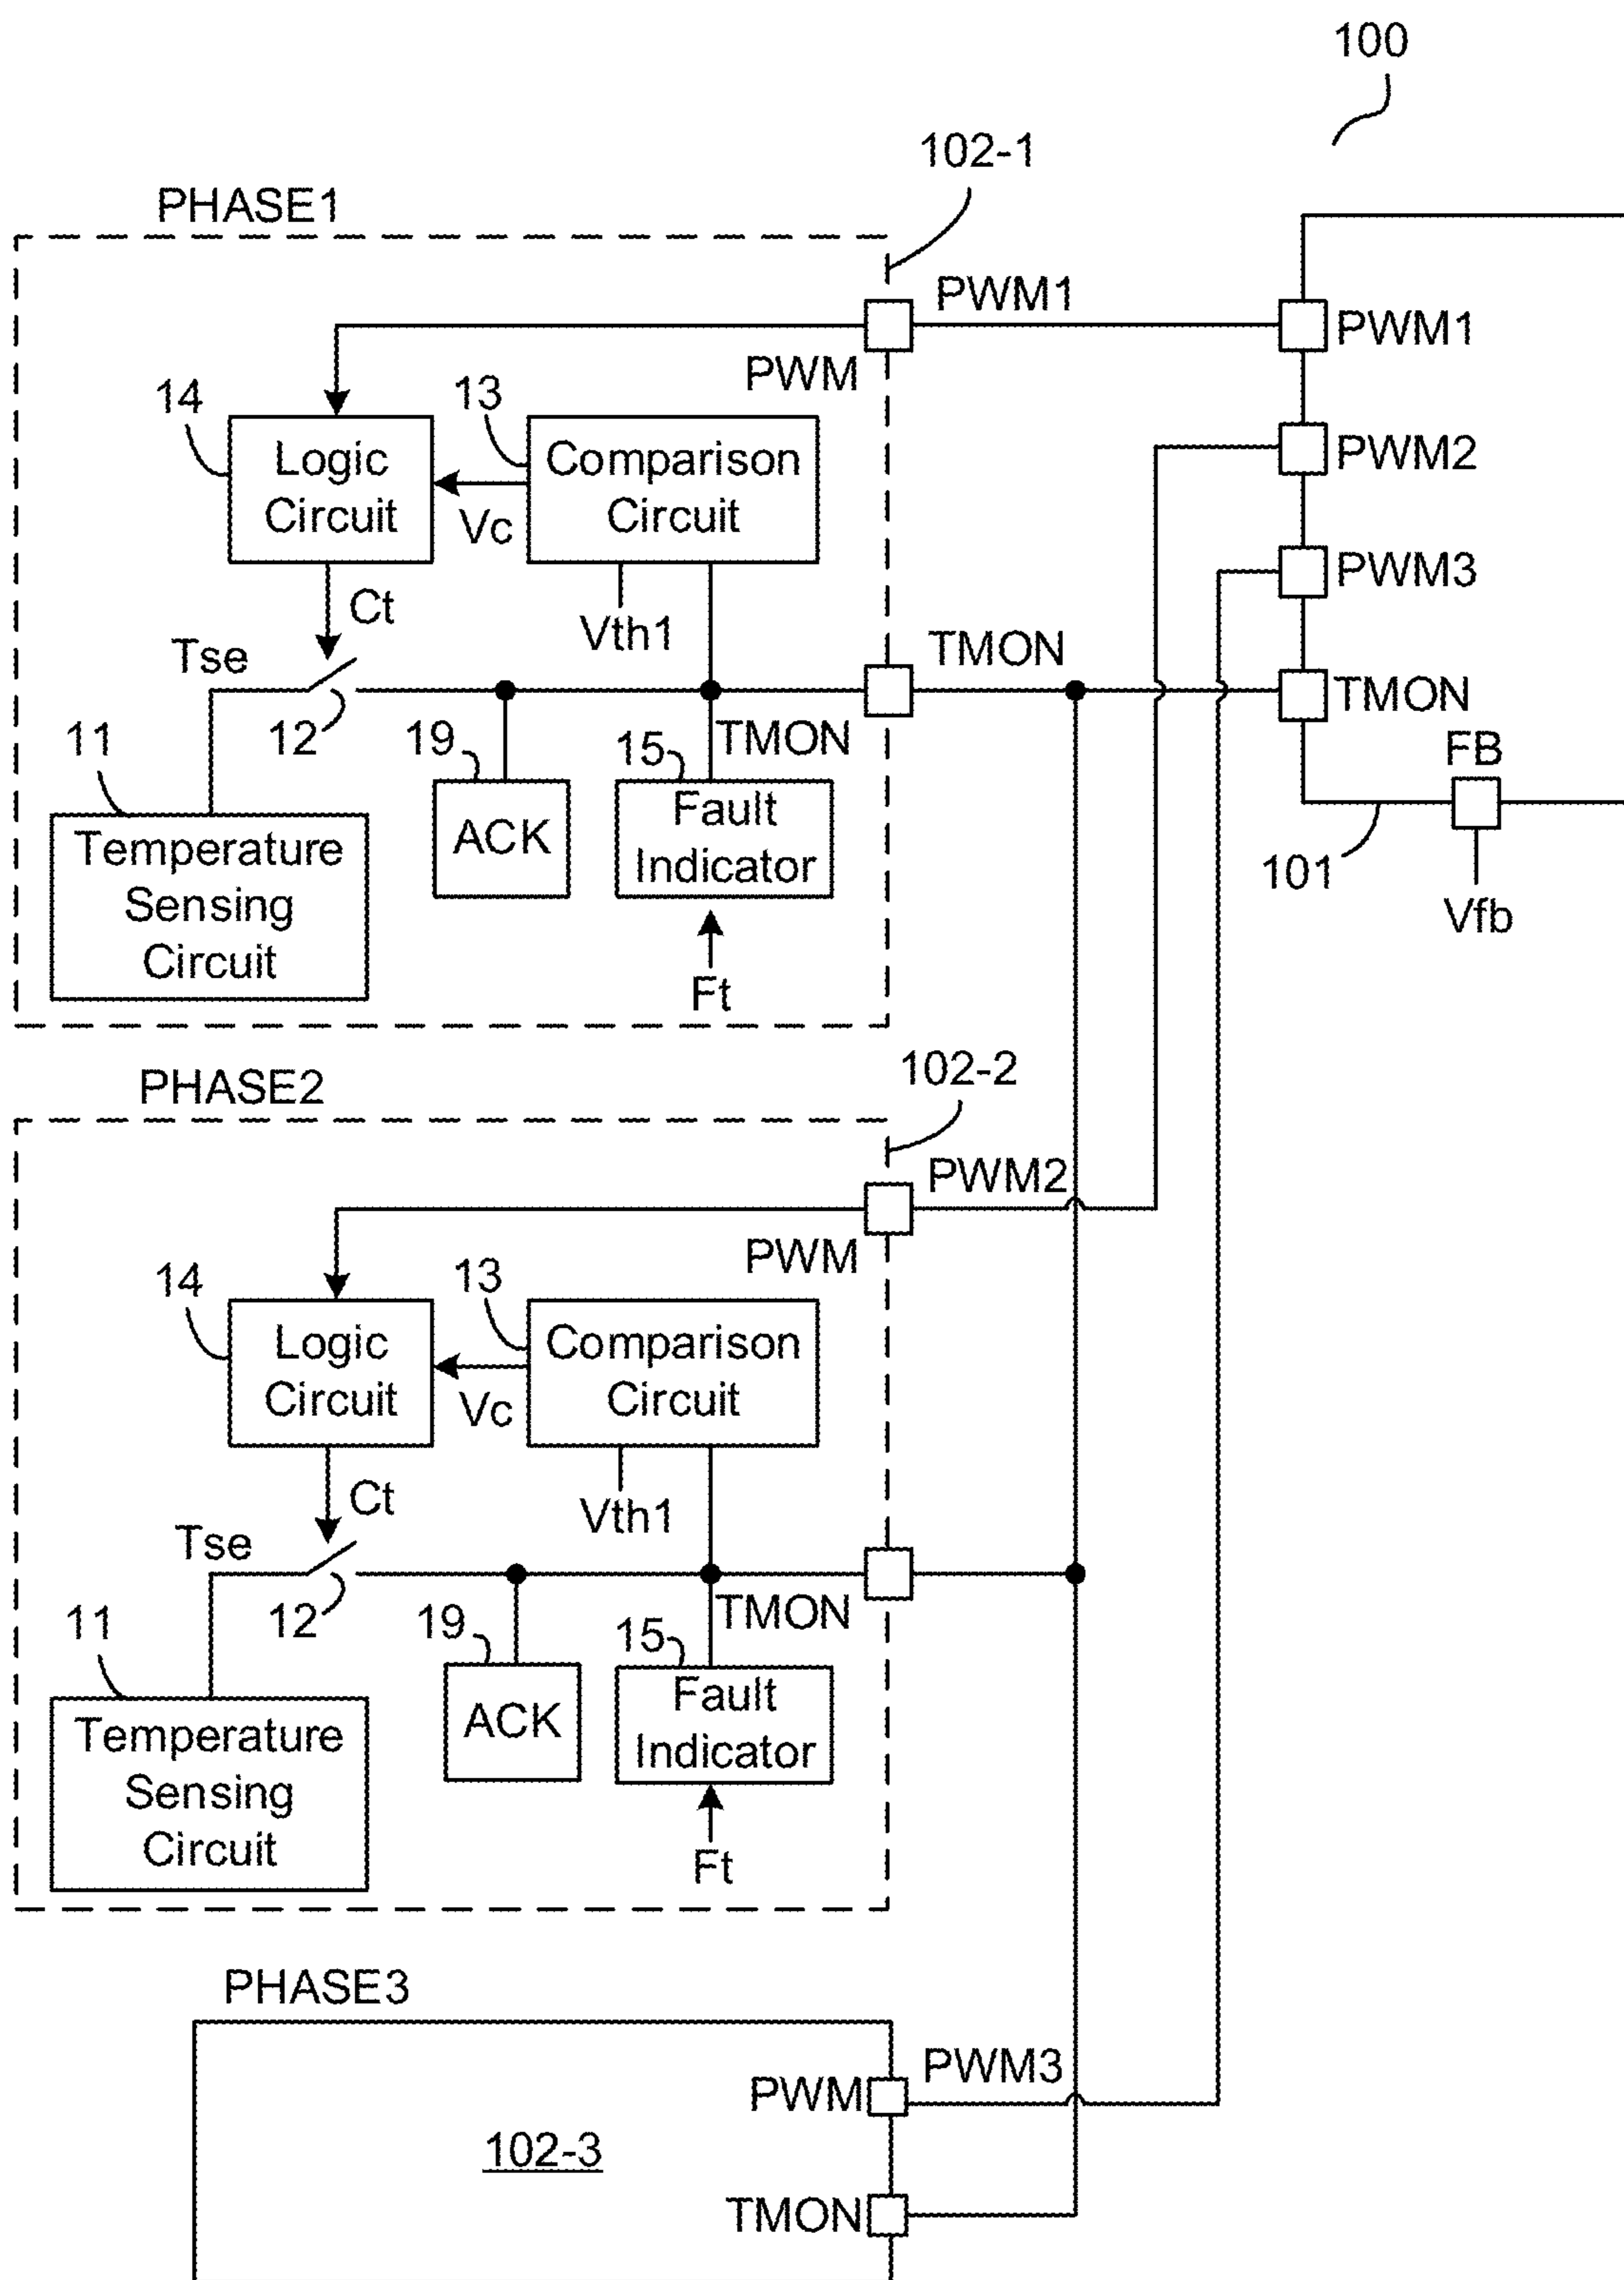 100
102-1
PHASE1
PWM1
PWM1
PWM
14
13
Logic
Circuit
Comparison
Circuit
PWM2
Vc
PWM3
Ct
Vth1
Tse
TMON
TMON
12
19
15
TMON
FB
11
ACK
Fault
Indicator
Temperature
Sensing
Circuit
101
Vfb
Ft
102-2
PHASE2
PWM2
PWM
14
13
Logic
Circuit
Comparison
Circuit
Vc
Ct
Vth1
Tse
12
19
15
TMON
11
ACK
Fault
Indicator
Temperature
Sensing
Circuit
Ft
PHASE3
PWM3
PWM
102-3
TMON